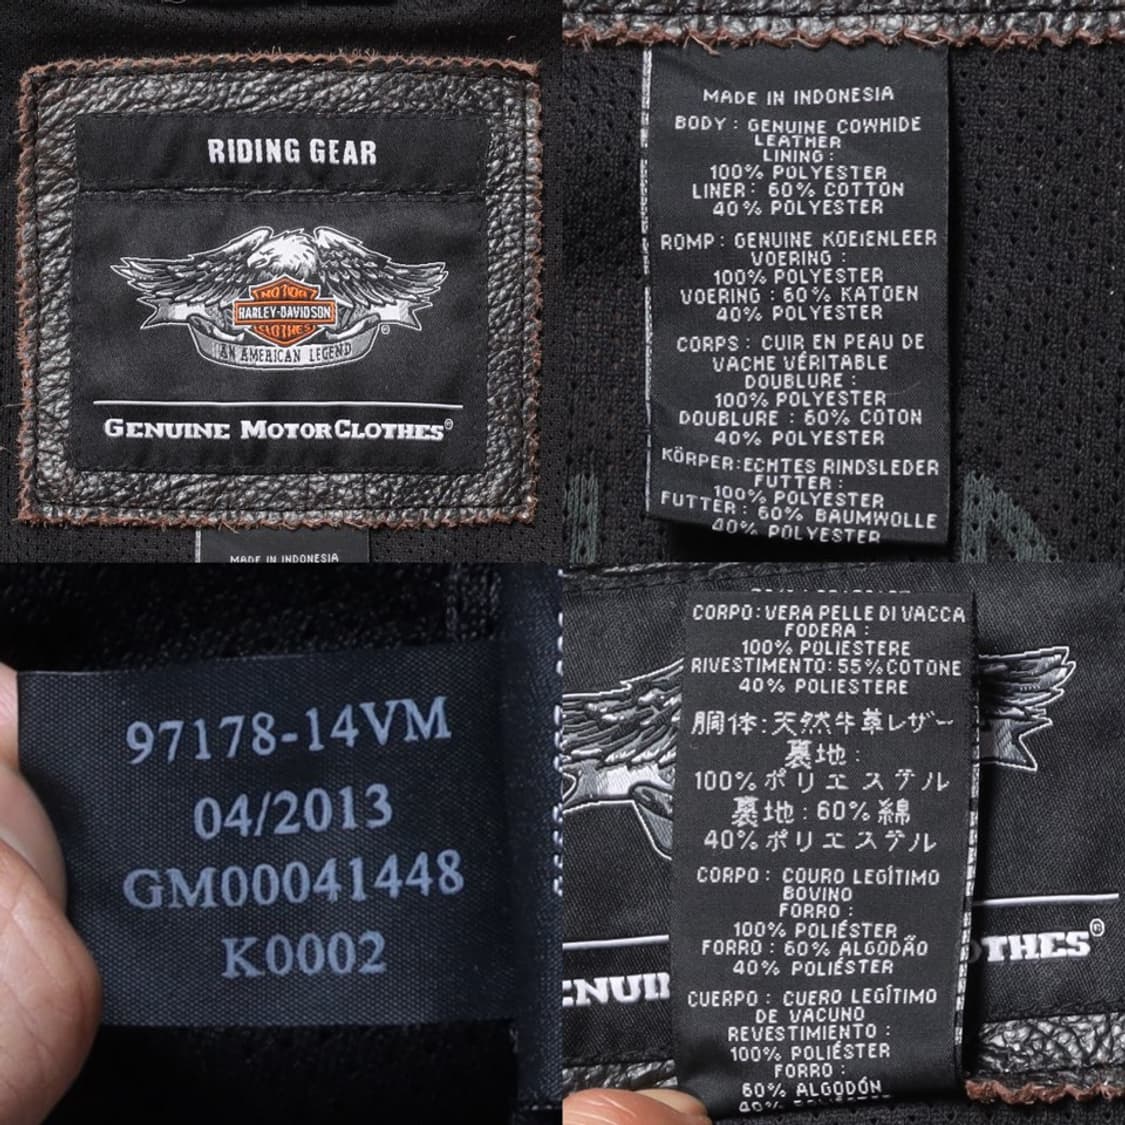 RIDING GEAR
MOTOR
HARLEY-DAVIDSON
CLOTHES
®
AN AMERICAN LEGEND
GENUINE MOTORCLOTHES®
MADE IN INDONESIA
MADE IN INDONESIA
BODY : GENUINE COWHIDE
LEATHER
LINING :
100% POLYESTER
LINER: 60% COTTON
40% POLYESTER
ROMP : GENUINE KOEIENLEER
VOERING :
100% POLYESTER
VOERING : 60% KATOEN
40% POLYESTER
CORPS : CUIR EN PEAU DE
VACHE VÉRITABLE
DOUBLURE :
100% POLYESTER
DOUBLURE : 60% COTON
40% POLYESTER
KÖRPER:ECHTES RINDSLEDER
FUTTER :
100% POLYESTER
FUTTER : 60% BAUMWOLLE
40% POLYESTER
97178-14VM
04/2013
GM00041448
K0002
CORPO : VERA PELLE DI VACCA
FODERA :
100% POLIESTERE
RIVESTIMENTO: 55%COTONE
40% POLIESTERE
胴体:天然牛革レザー
裏地:
100%ポリエステル
裏地:60%綿
40%ポリエステル
CORPO : COURO LEGÍTIMO
BOVINO
FORRO :
100% POLIÉSTER
FORRO : 60% ALGODÃO
40% POLIÉSTER
CUERPO : CUERO LEGÍTIMO
DE VACUNO
REVESTIMIENTO :
100% POLIÉSTER
FORRO :
60% ALGODÓN
ENUIN
OTHES®